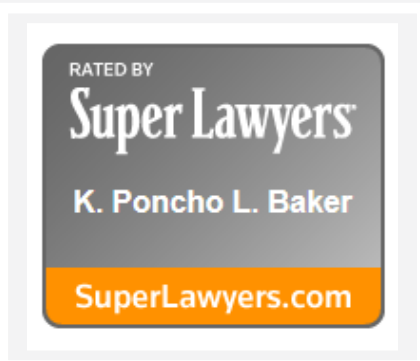 RATED BY
Super Lawyers
K. Poncho L. Baker
SuperLawyers.com